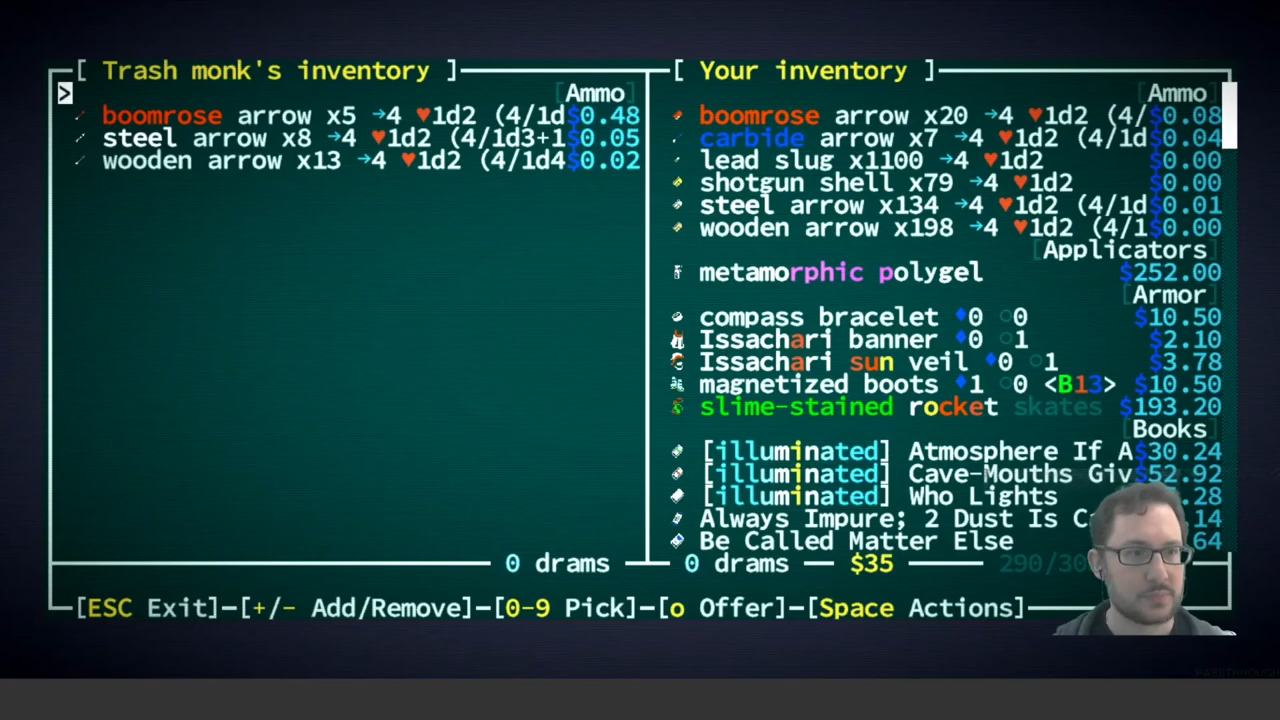 [ Trash monk's inventory ]
> [Ammo]
boomrose arrow x5 →4 ♥1d2 (4/1d$0.48
steel arrow x8 →4 ♥1d2 (4/1d3+1$0.05
wooden arrow x13 →4 ♥1d2 (4/1d4$0.02
0 drams
[ Your inventory ]
[Ammo]
boomrose arrow x20 →4 ♥1d2 (4/$0.08
carbide arrow x7 →4 ♥1d2 (4/1d$0.04
lead slug x1100 →4 ♥1d2 $0.00
shotgun shell x79 →4 ♥1d2 $0.00
steel arrow x134 →4 ♥1d2 (4/1d$0.01
wooden arrow x198 →4 ♥1d2 (4/1$0.00
[Applicators]
metamorphic polygel $252.00
[Armor]
compass bracelet ♦0 ○0 $10.50
Issachari banner ♦0 ○1 $2.10
Issachari sun veil ♦0 ○1 $3.78
magnetized boots ♦1 ○0 <B13> $10.50
slime-stained rocket skates $193.20
[Books]
[illuminated] Atmosphere If A$30.24
[illuminated] Cave-Mouths Giv$52.92
[illuminated] Who Lights .28
Always Impure; 2 Dust Is Ca 14
Be Called Matter Else 64
0 drams — $35 290/30
[ESC Exit]–[+/- Add/Remove]–[0-9 Pick]–[o Offer]–[Space Actions]